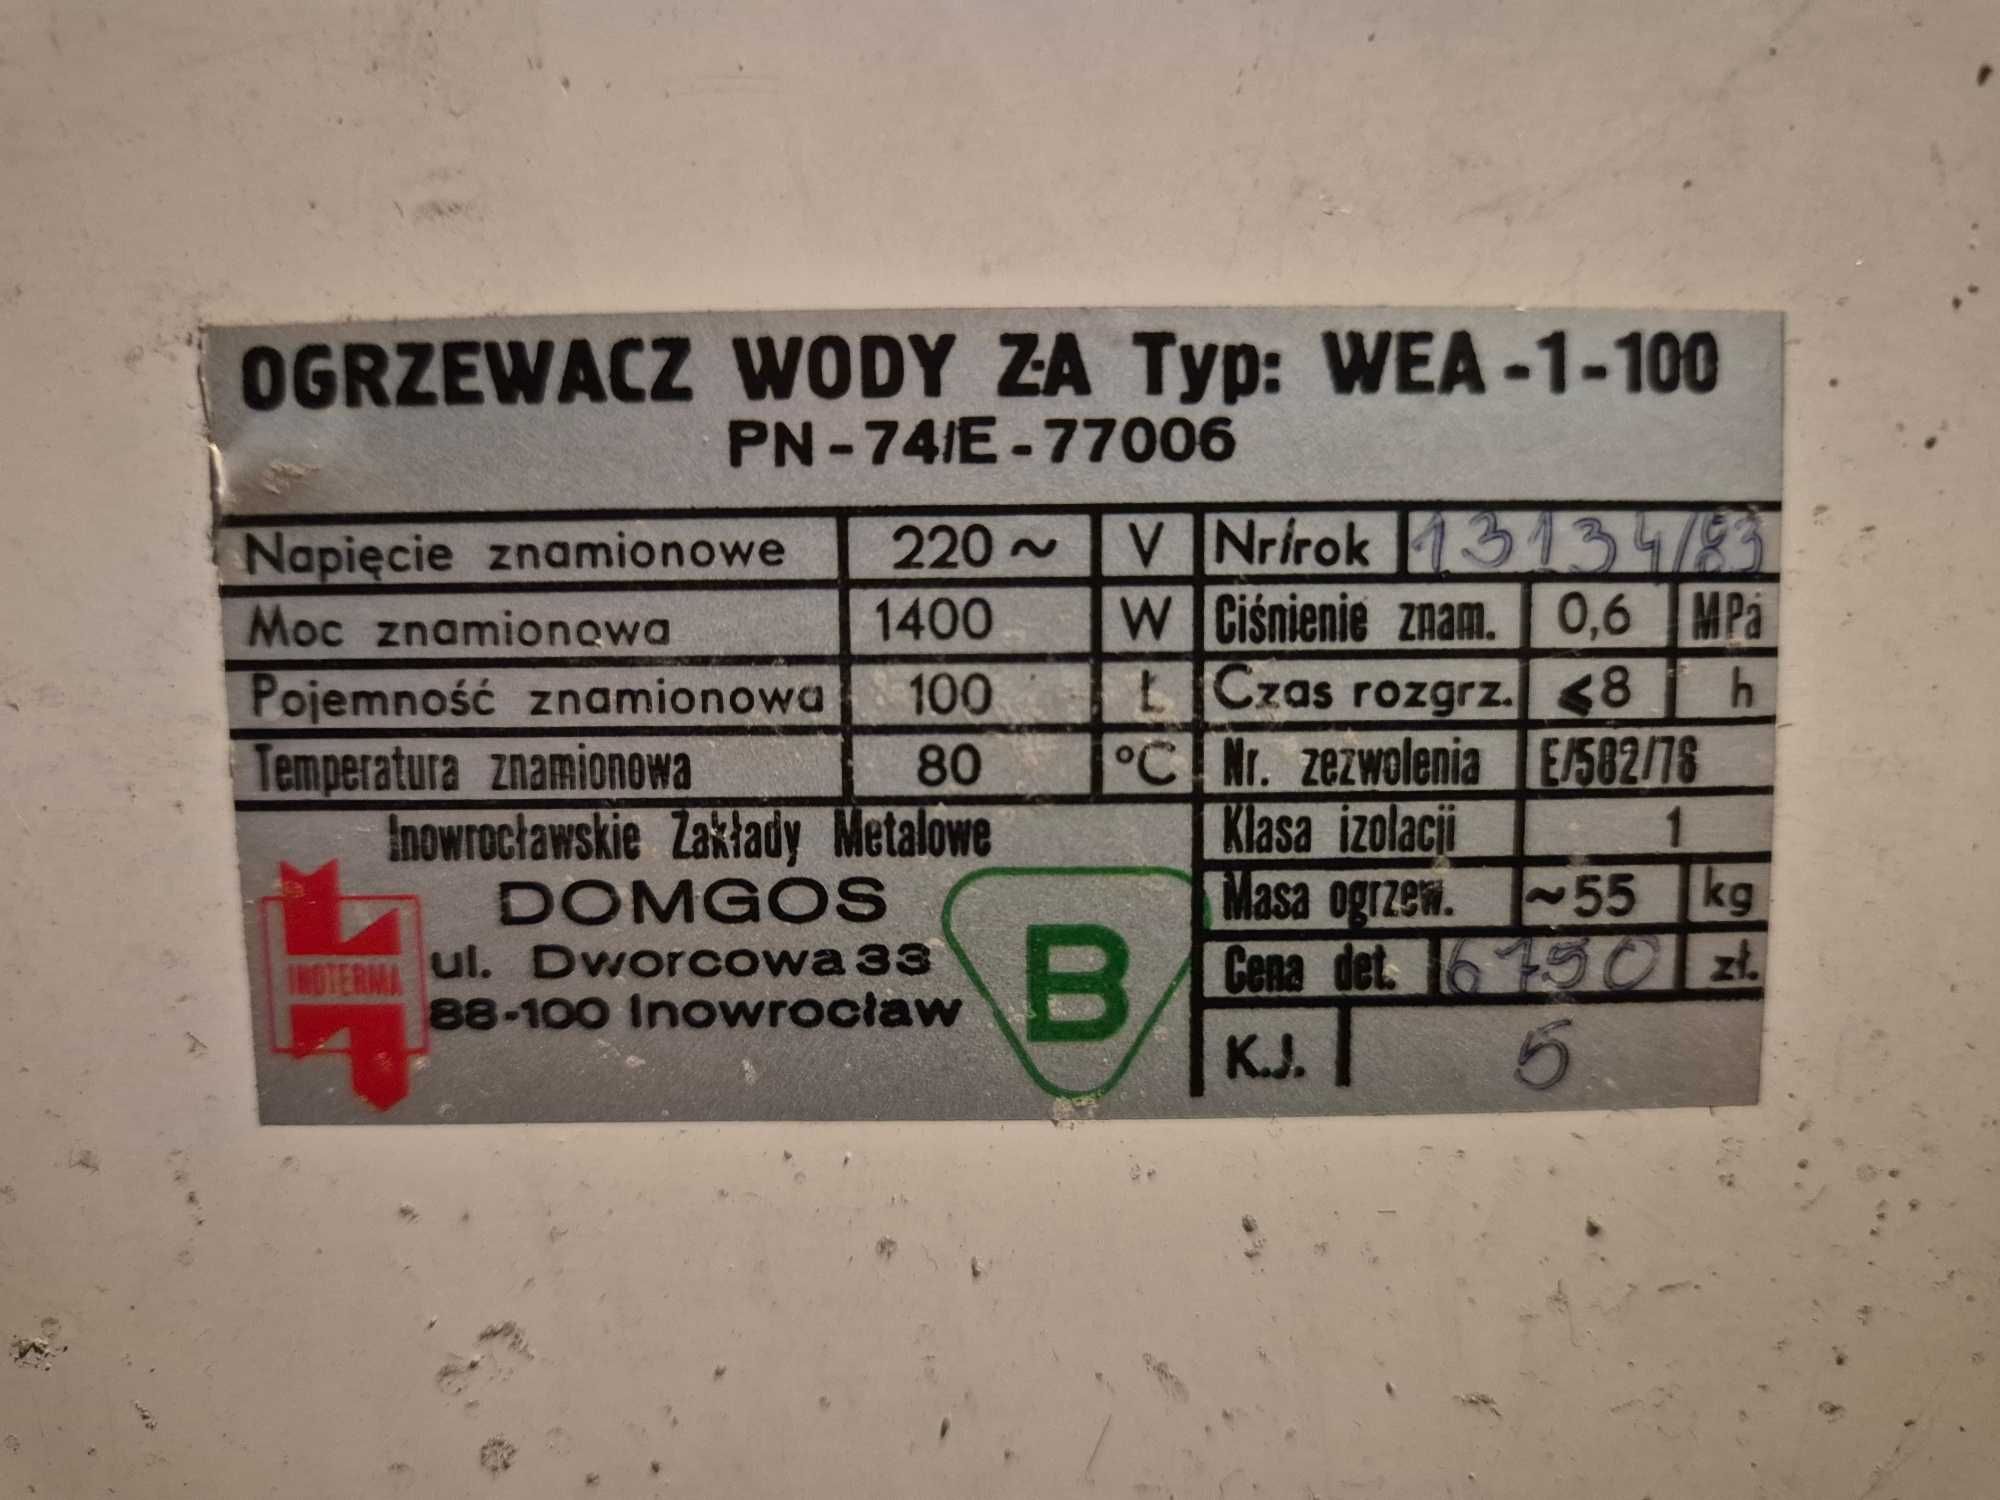 OGRZEWACZ WODY Z-A Typ: WEA-1-100
PN-74/E-77006
Napięcie znamionowe 220~ V
Moc znamionowa 1400 W
Pojemność znamionowa 100 L
Temperatura znamionowa 80 °C
Nr/rok 13134/83
Ciśnienie znam. 0,6 MPa
Czas rozgrz. ⩽8 h
Nr. zezwolenia E/582/76
Klasa izolacji 1
Masa ogrzew. ~55 kg
Cena det. 6750 zł.
K.J. 5
Inowrocławskie Zakłady Metalowe
DOMGOS
ul. Dworcowa 33
88-100 Inowrocław
INOTERMA
B